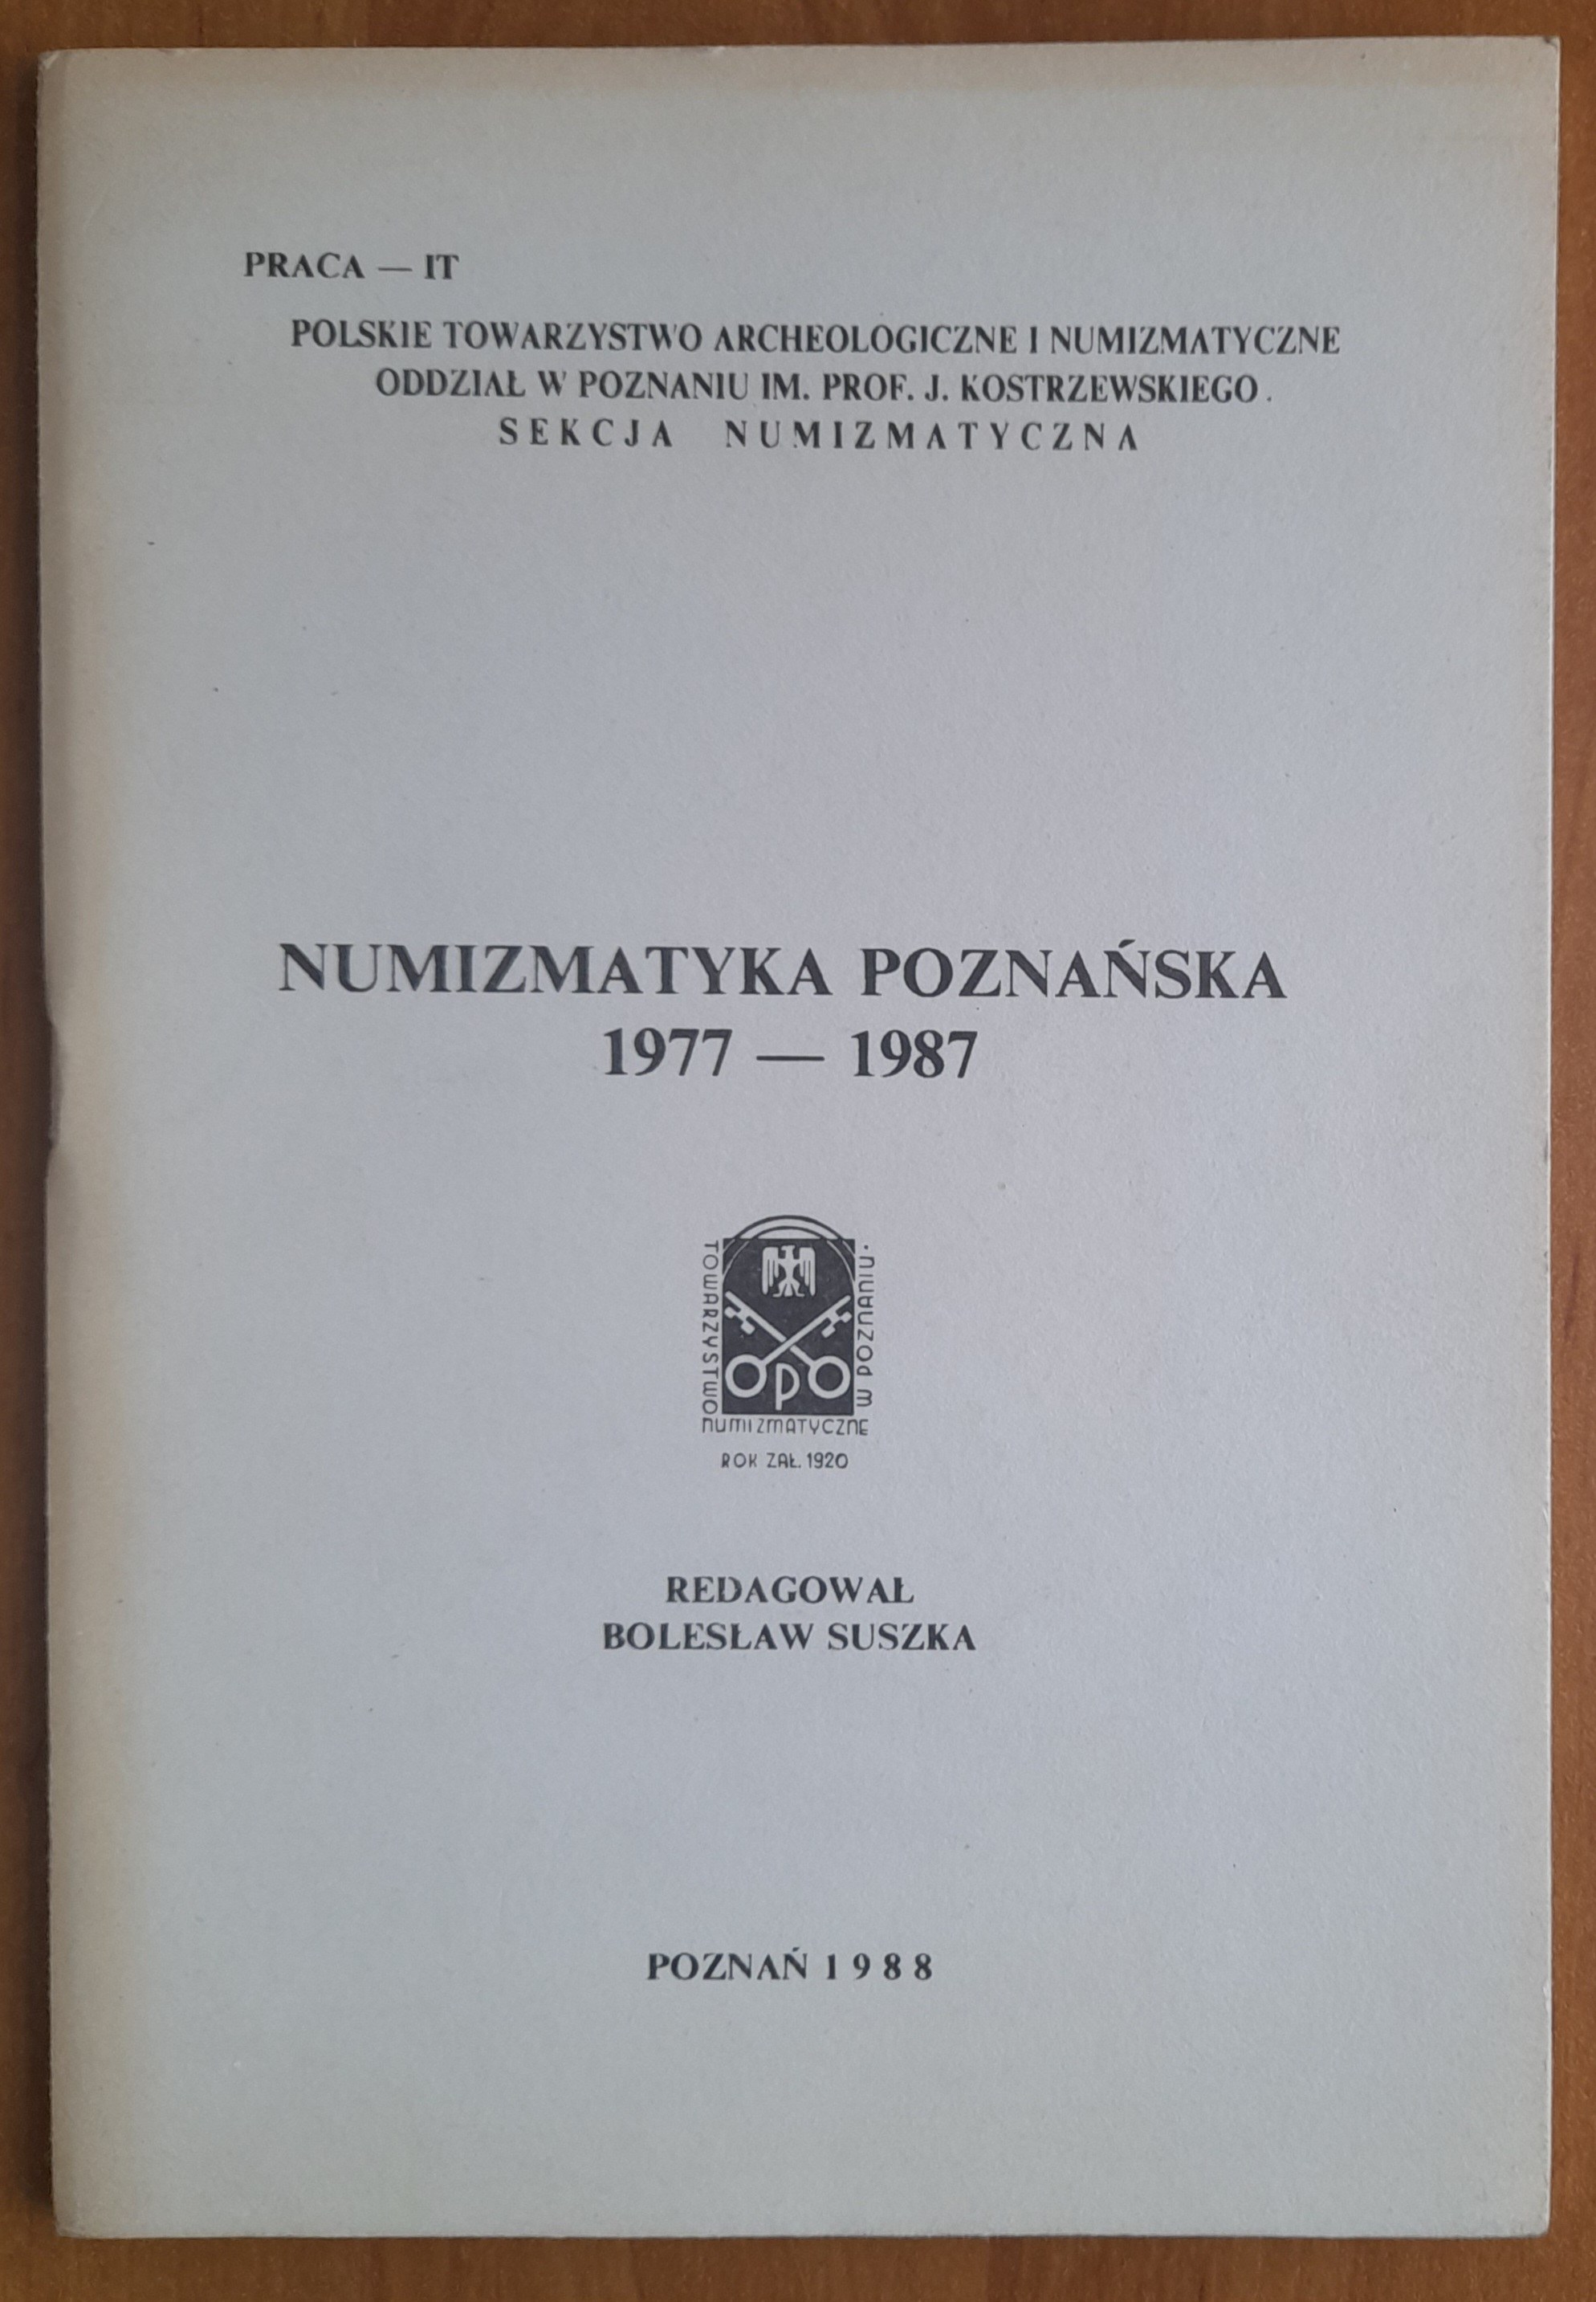 PRACA — IT
POLSKIE TOWARZYSTWO ARCHEOLOGICZNE I NUMIZMATYCZNE
ODDZIAŁ W POZNANIU IM. PROF. J. KOSTRZEWSKIEGO.
SEKCJA NUMIZMATYCZNA
NUMIZMATYKA POZNAŃSKA
1977 — 1987
TOWARZYSTWO
NUMIZMATYCZNE
W POZNANIU.
P
ROK ZAŁ. 1920
REDAGOWAŁ
BOLESŁAW SUSZKA
POZNAŃ 1988